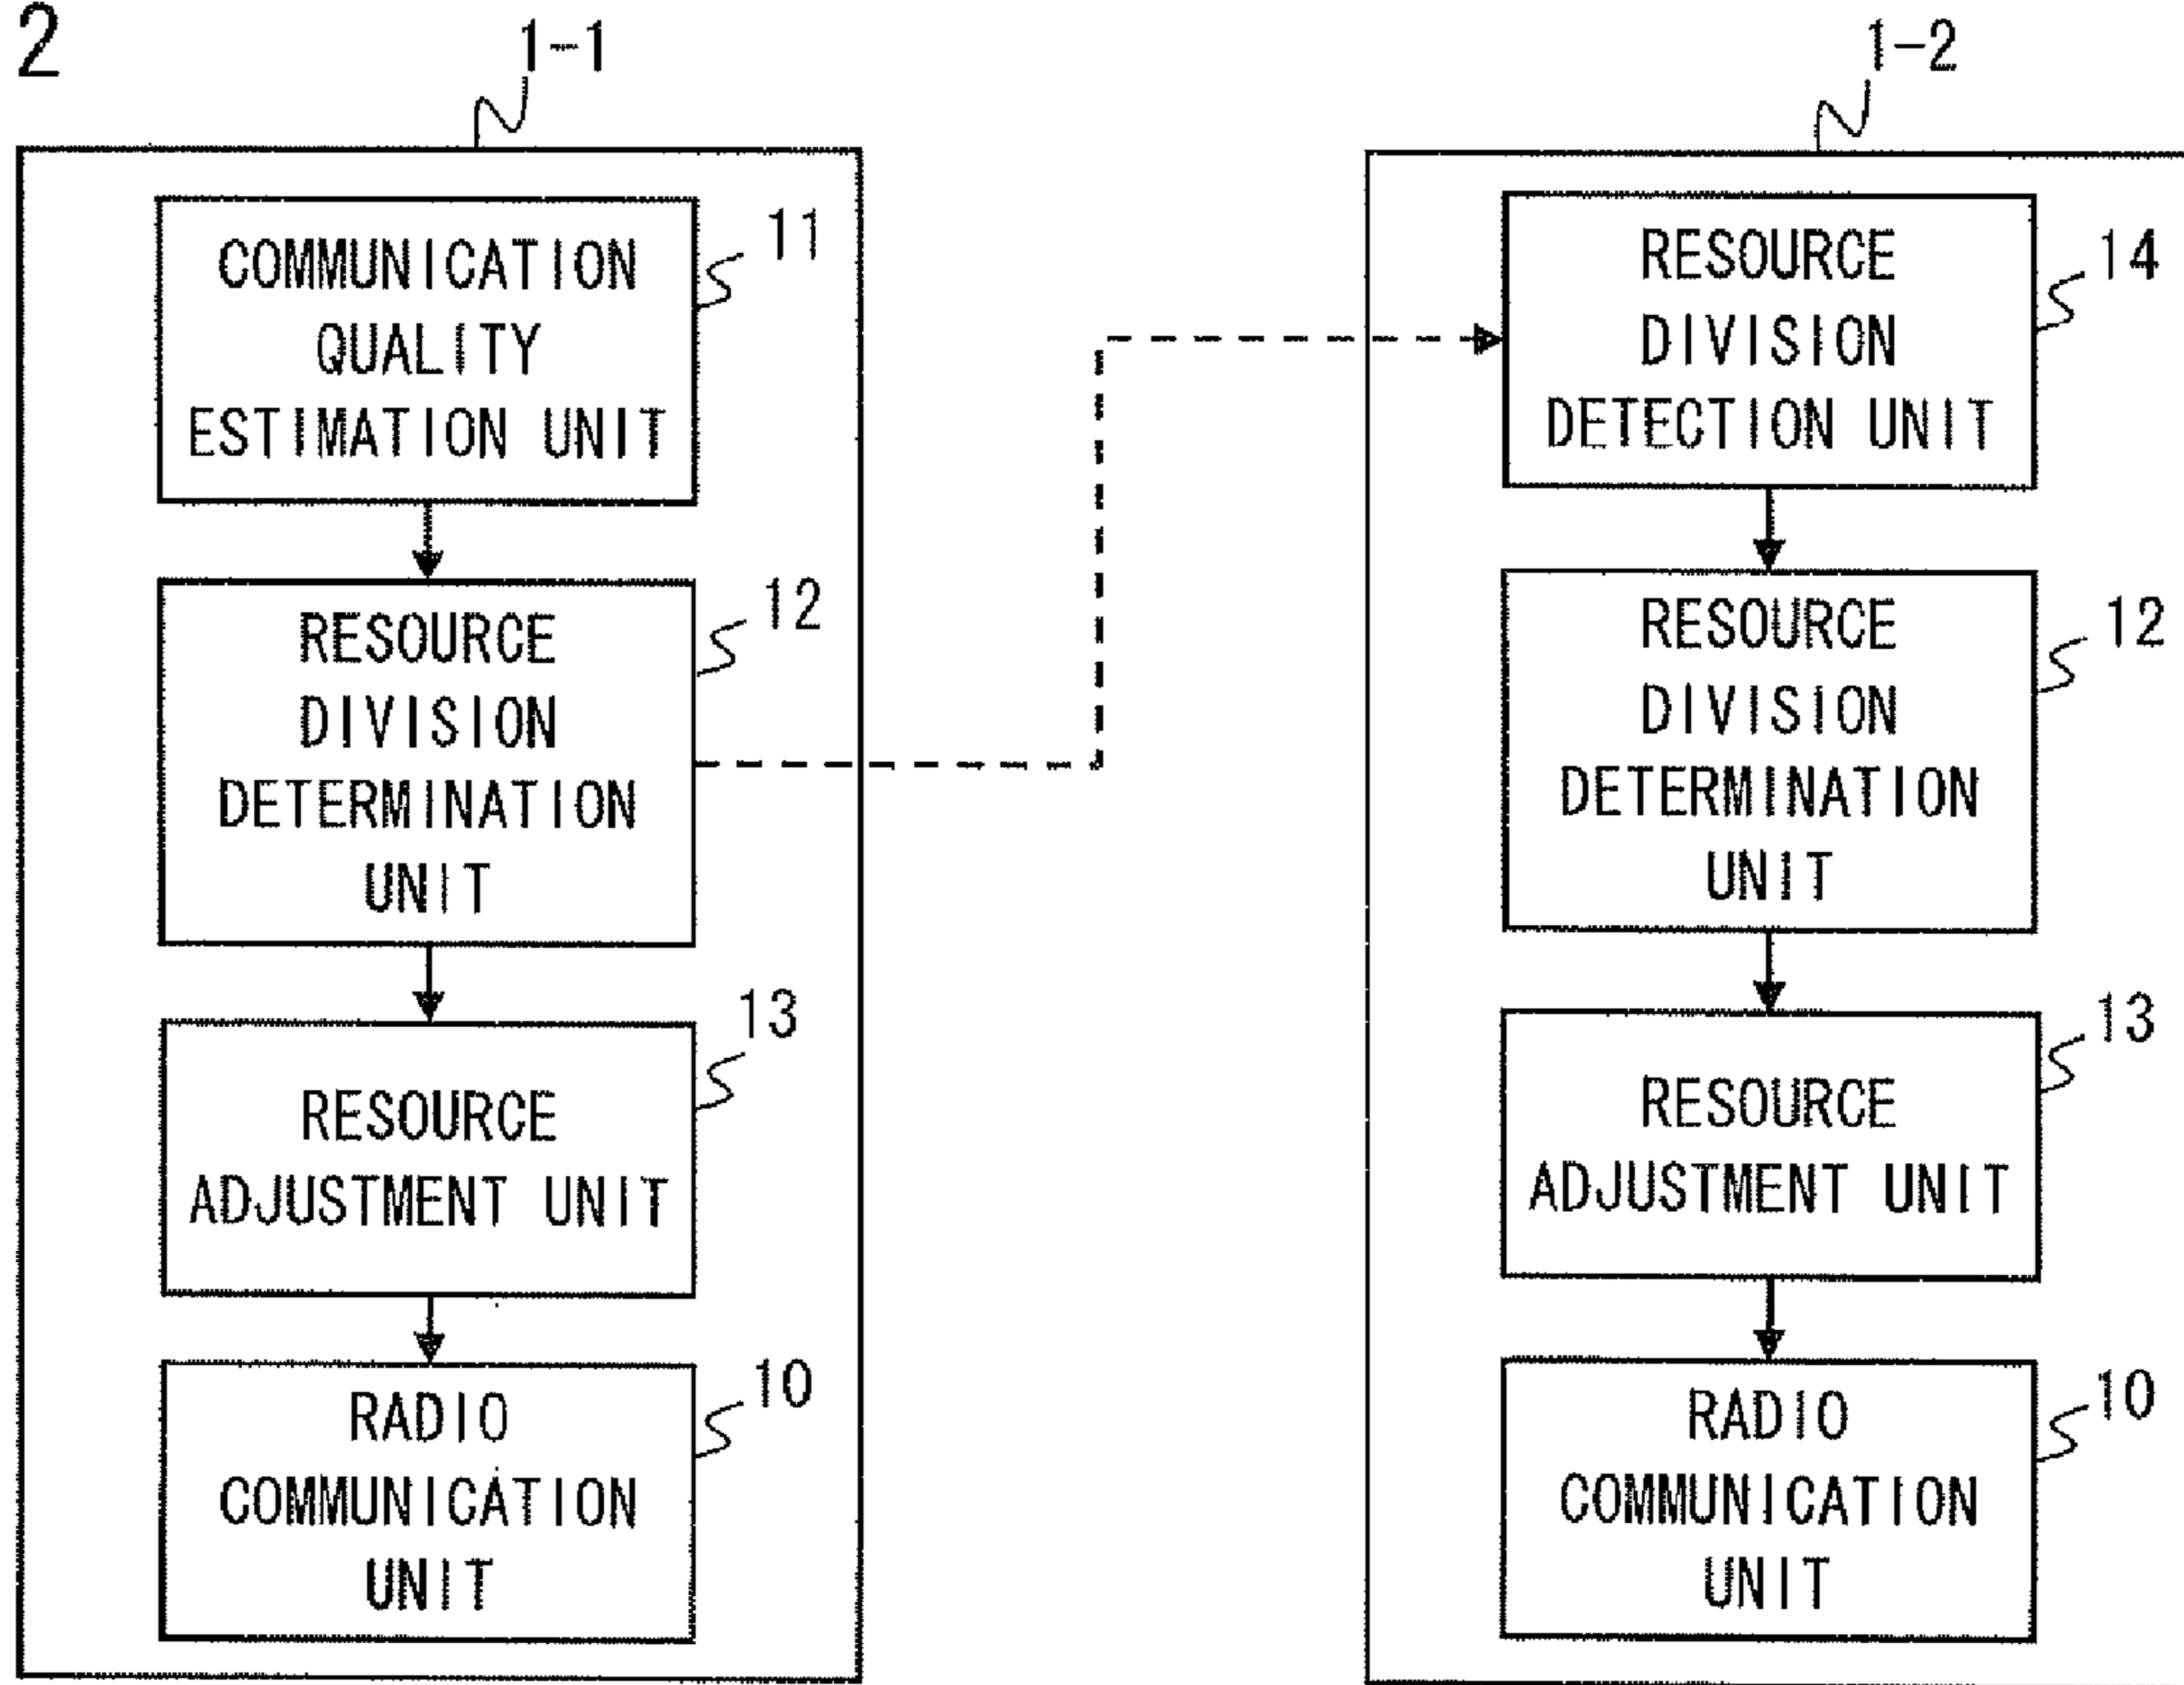 2
1-1
COMMUNICATION
QUALITY
ESTIMATION UNIT
11
RESOURCE
DIVISION
DETERMINATION
UNIT
12
RESOURCE
ADJUSTMENT UNIT
13
RADIO
COMMUNICATION
UNIT
10
1-2
RESOURCE
DIVISION
DETECTION UNIT
14
RESOURCE
DIVISION
DETERMINATION
UNIT
12
RESOURCE
ADJUSTMENT UNIT
13
RADIO
COMMUNICATION
UNIT
10